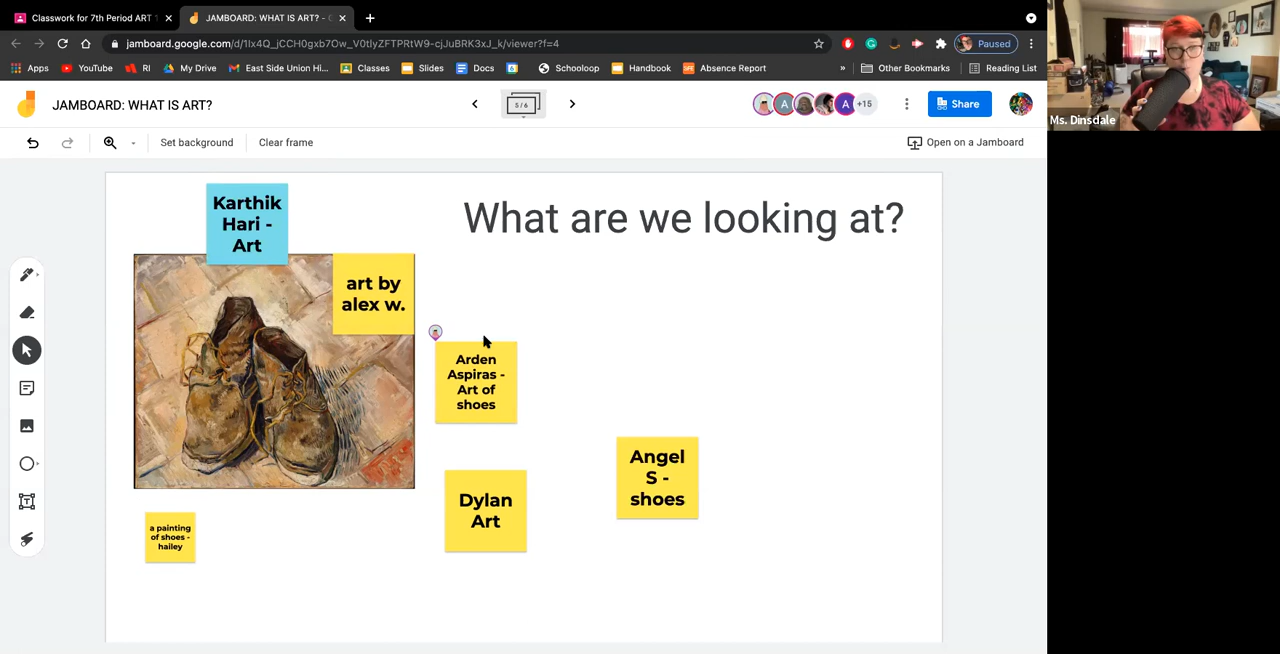 Classwork for 7th Period ART 1
JAMBOARD: WHAT IS ART? - G
jamboard.google.com/d/1Ix4Q_jCCH0gxb7Ow_V0tlyZFTPRtW9-cjJuBRK3xJ_k/viewer?f=4
Paused
Apps YouTube RI My Drive East Side Union Hi... Classes Slides Docs Schooloop Handbook Absence Report » Other Bookmarks Reading List
Ms. Dinsdale
JAMBOARD: WHAT IS ART?
5/6
A A +15
Share
Set background
Clear frame
Open on a Jamboard
What are we looking at?
Karthik
Hari -
Art
art by
alex w.
Arden
Aspiras -
Art of
shoes
Angel
S -
shoes
Dylan
Art
a painting
of shoes -
hailey